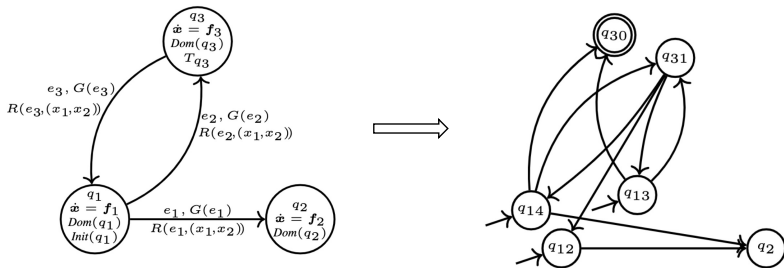 q₃
ẋ = f₃
Dom(q₃)
T_q₃
e₃, G(e₃)
R(e₃,(x₁,x₂))
e₂, G(e₂)
R(e₂,(x₁,x₂))
q₁
ẋ = f₁
Dom(q₁)
Init(q₁)
e₁, G(e₁)
R(e₁,(x₁,x₂))
q₂
ẋ = f₂
Dom(q₂)
q₃₀
q₃₁
q₁₄
q₁₃
q₁₂
q₂